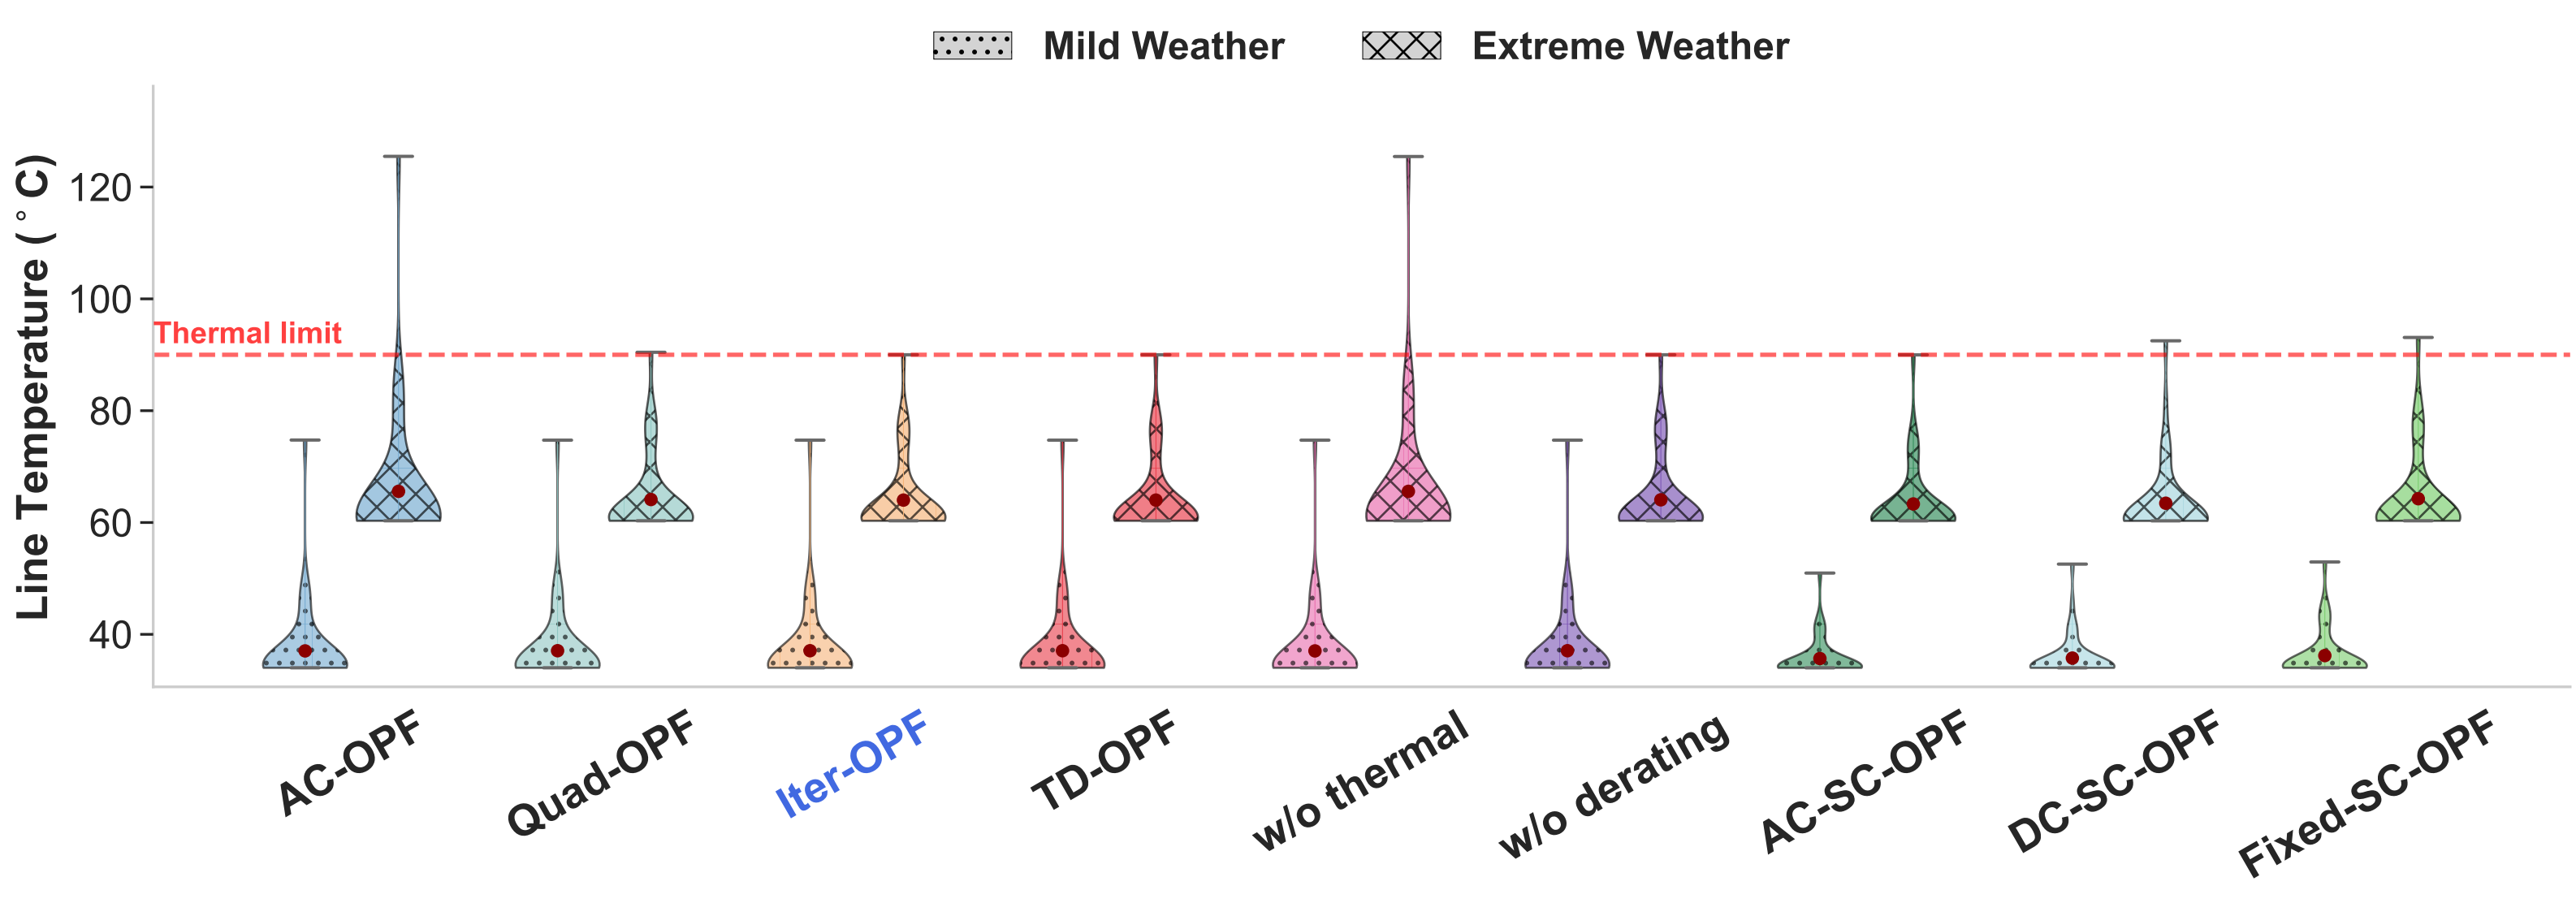 Mild Weather
Extreme Weather
Line Temperature (°C)
120
100
80
60
40
Thermal limit
AC-OPF
Quad-OPF
Iter-OPF
TD-OPF
w/o thermal
w/o derating
AC-SC-OPF
DC-SC-OPF
Fixed-SC-OPF